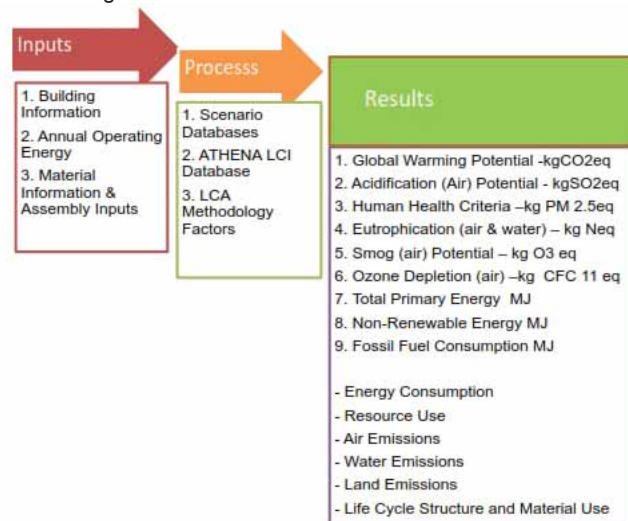 Inputs
1. Building
Information
2. Annual Operating
Energy
3. Material
Information &
Assembly Inputs
Processs
1. Scenario
Databases
2. ATHENA LCI
Database
3. LCA
Methodology
Factors
Results
1. Global Warming Potential -kgCO2eq
2. Acidification (Air) Potential - kgSO2eq
3. Human Health Criteria –kg PM 2.5eq
4. Eutrophication (air & water) – kg Neq
5. Smog (air) Potential – kg O3 eq
6. Ozone Depletion (air) –kg  CFC 11 eq
7. Total Primary Energy  MJ
8. Non-Renewable Energy MJ
9. Fossil Fuel Consumption MJ
- Energy Consumption
- Resource Use
- Air Emissions
- Water Emissions
- Land Emissions
- Life Cycle Structure and Material Use